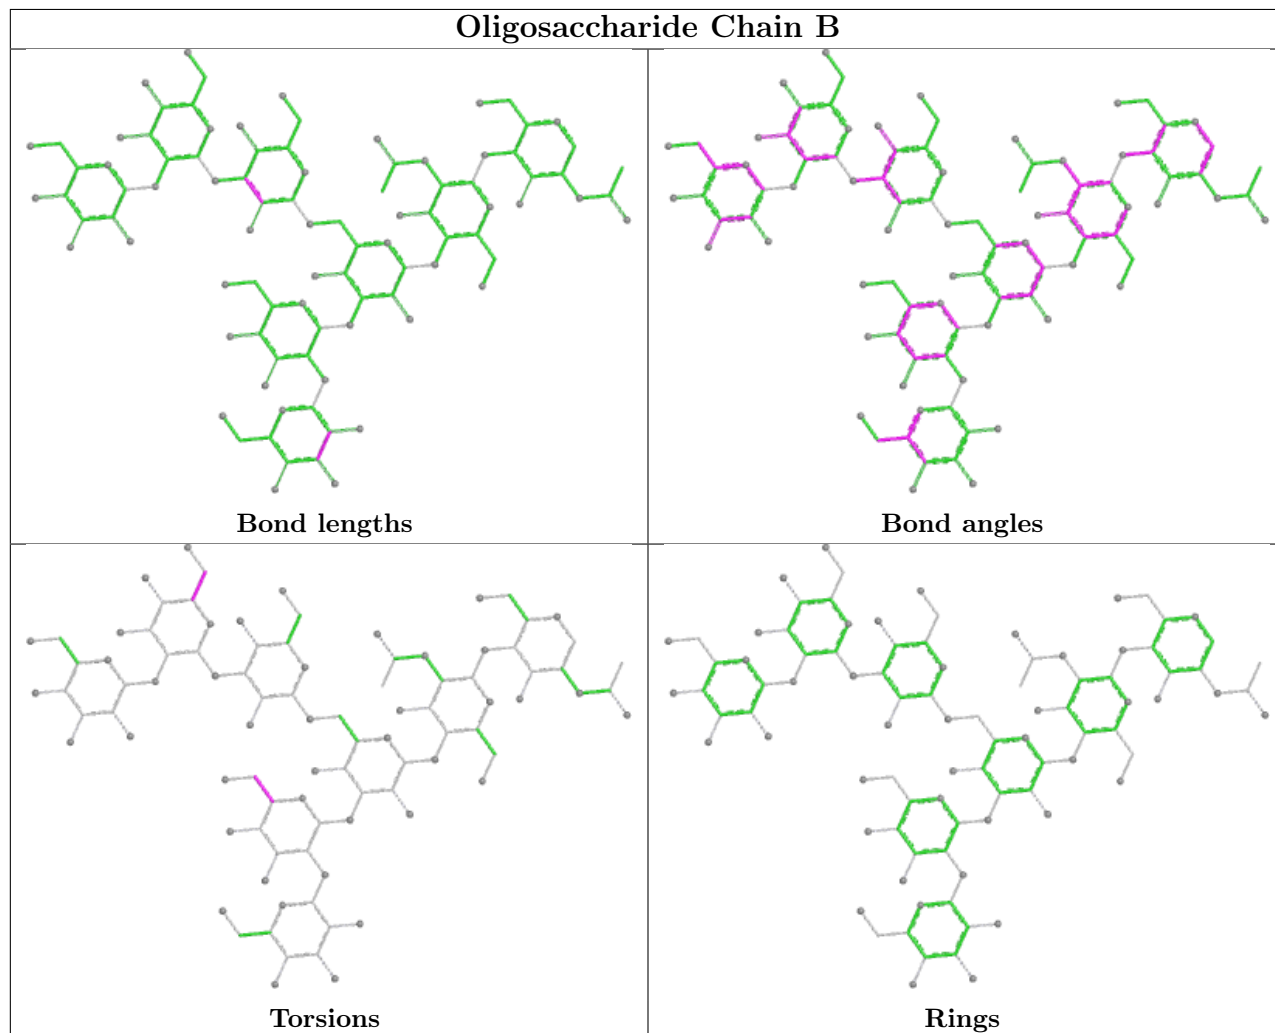 Oligosaccharide Chain B
Bond lengths
Bond angles
Torsions
Rings